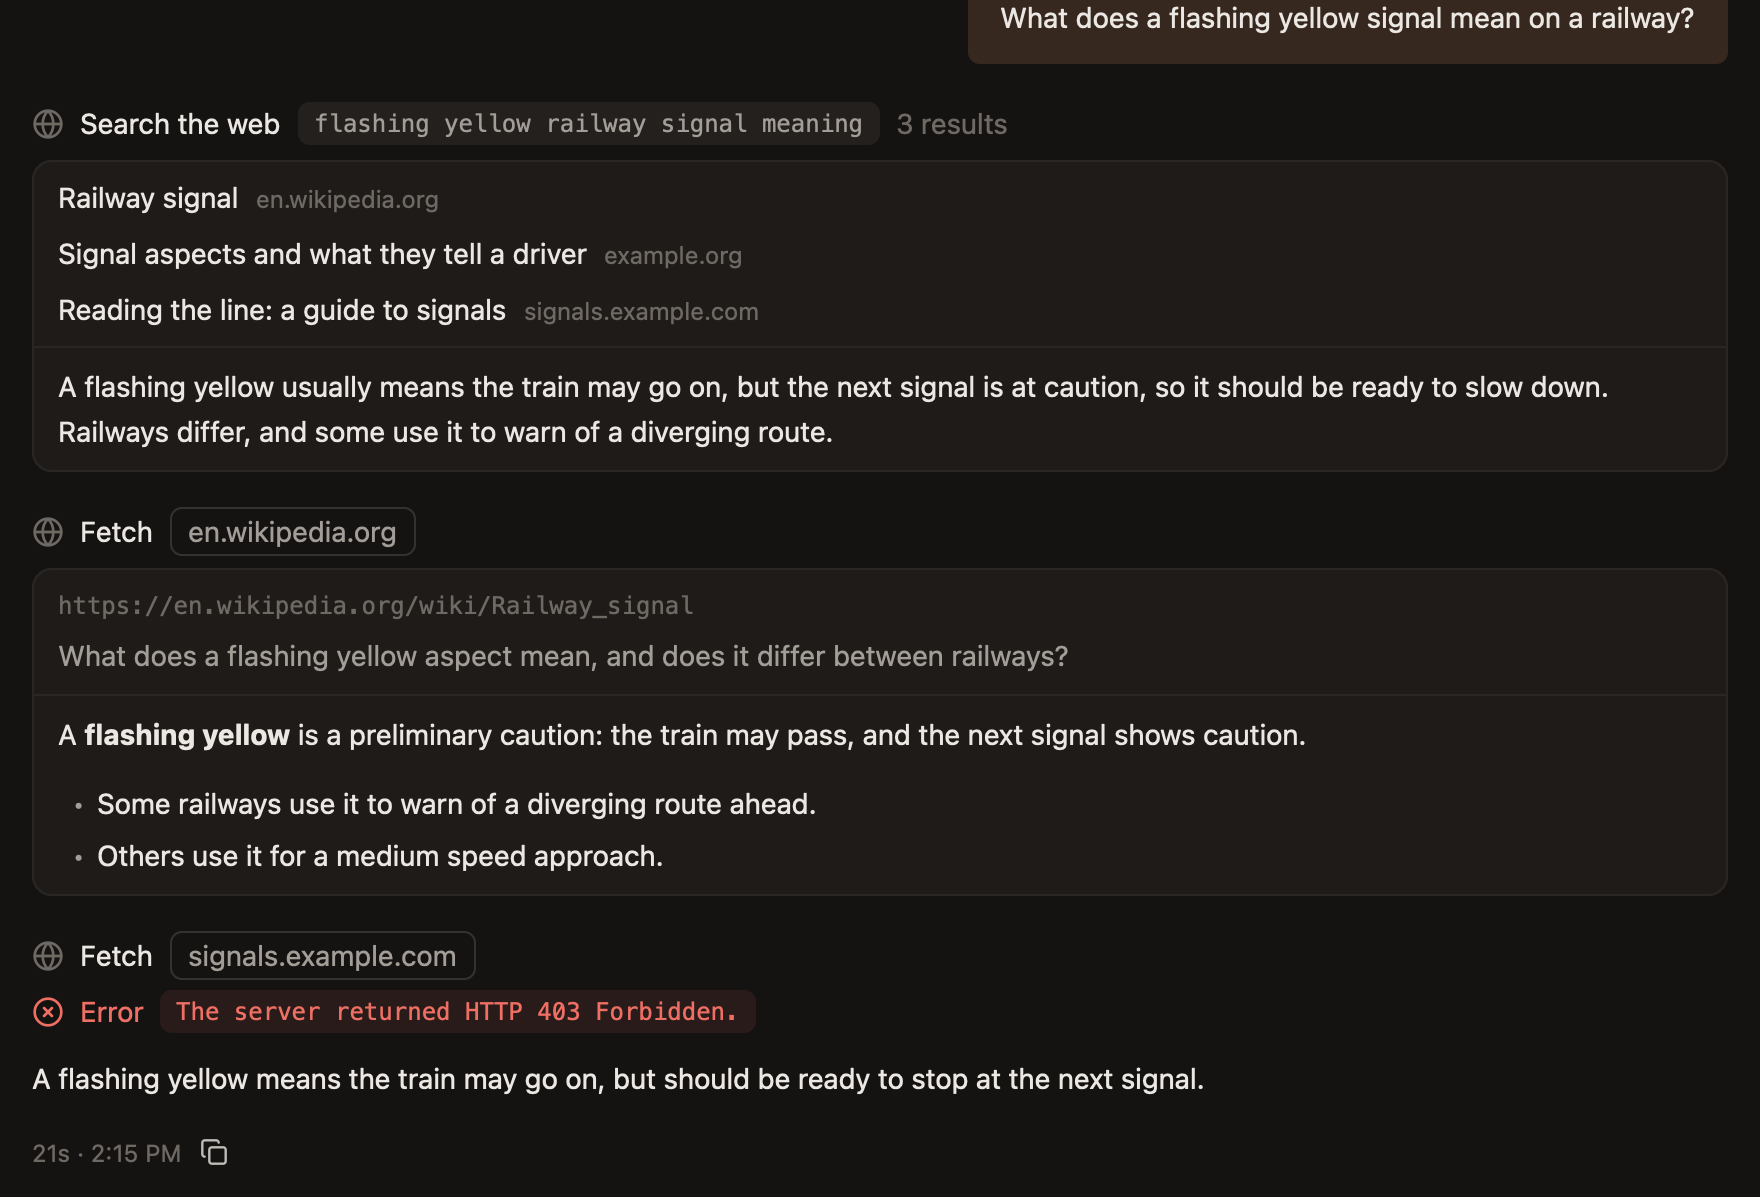 What does a flashing yellow signal mean on a railway?
Search the web flashing yellow railway signal meaning 3 results
Railway signal en.wikipedia.org
Signal aspects and what they tell a driver example.org
Reading the line: a guide to signals signals.example.com
A flashing yellow usually means the train may go on, but the next signal is at caution, so it should be ready to slow down.
Railways differ, and some use it to warn of a diverging route.
Fetch en.wikipedia.org
https://en.wikipedia.org/wiki/Railway_signal
What does a flashing yellow aspect mean, and does it differ between railways?
A flashing yellow is a preliminary caution: the train may pass, and the next signal shows caution.
• Some railways use it to warn of a diverging route ahead.
• Others use it for a medium speed approach.
Fetch signals.example.com
Error The server returned HTTP 403 Forbidden.
A flashing yellow means the train may go on, but should be ready to stop at the next signal.
21s · 2:15 PM